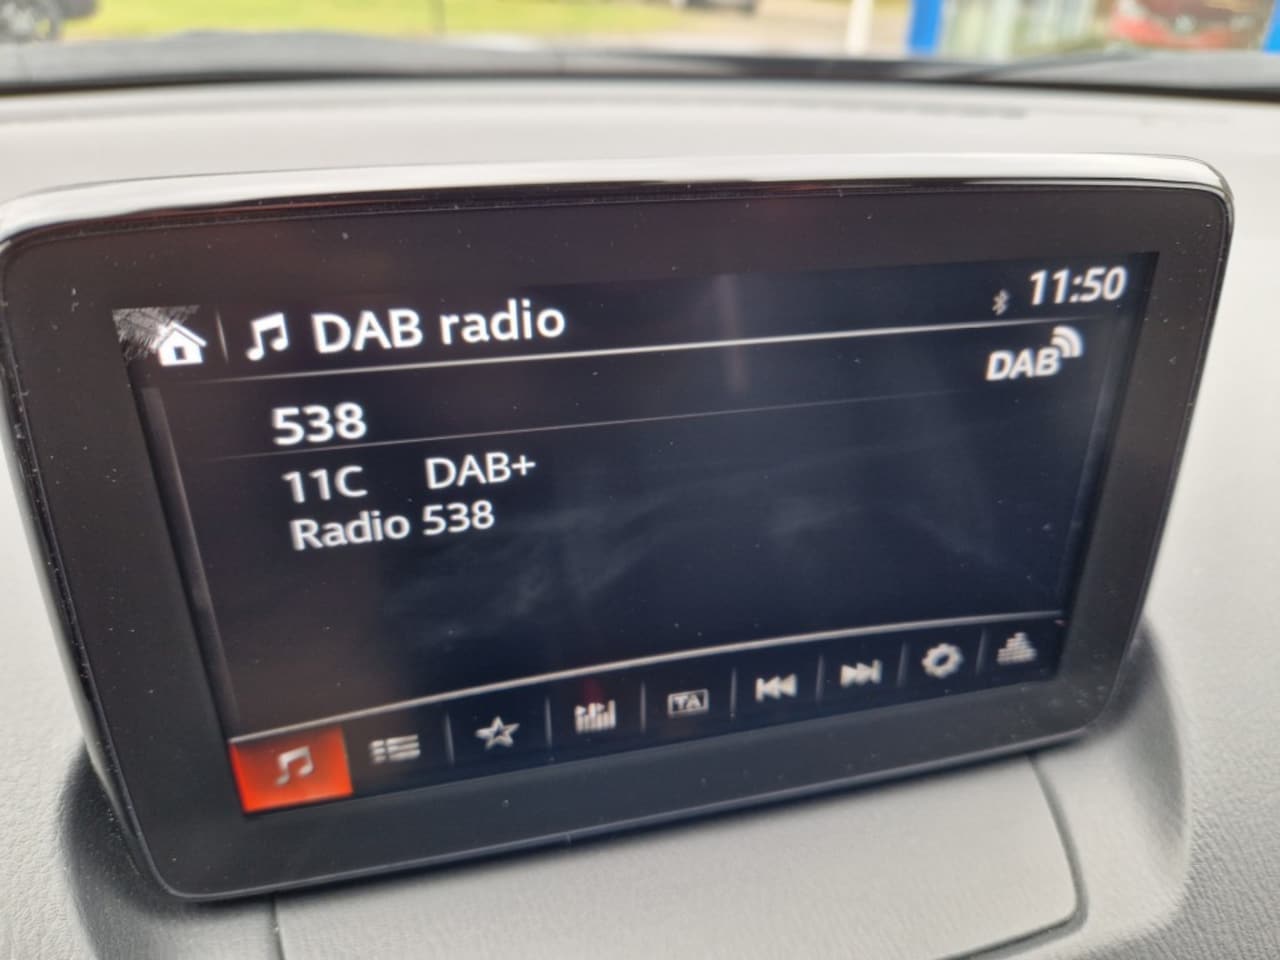 DAB radio
11:50
DAB
538
11C DAB+
Radio 538
TA